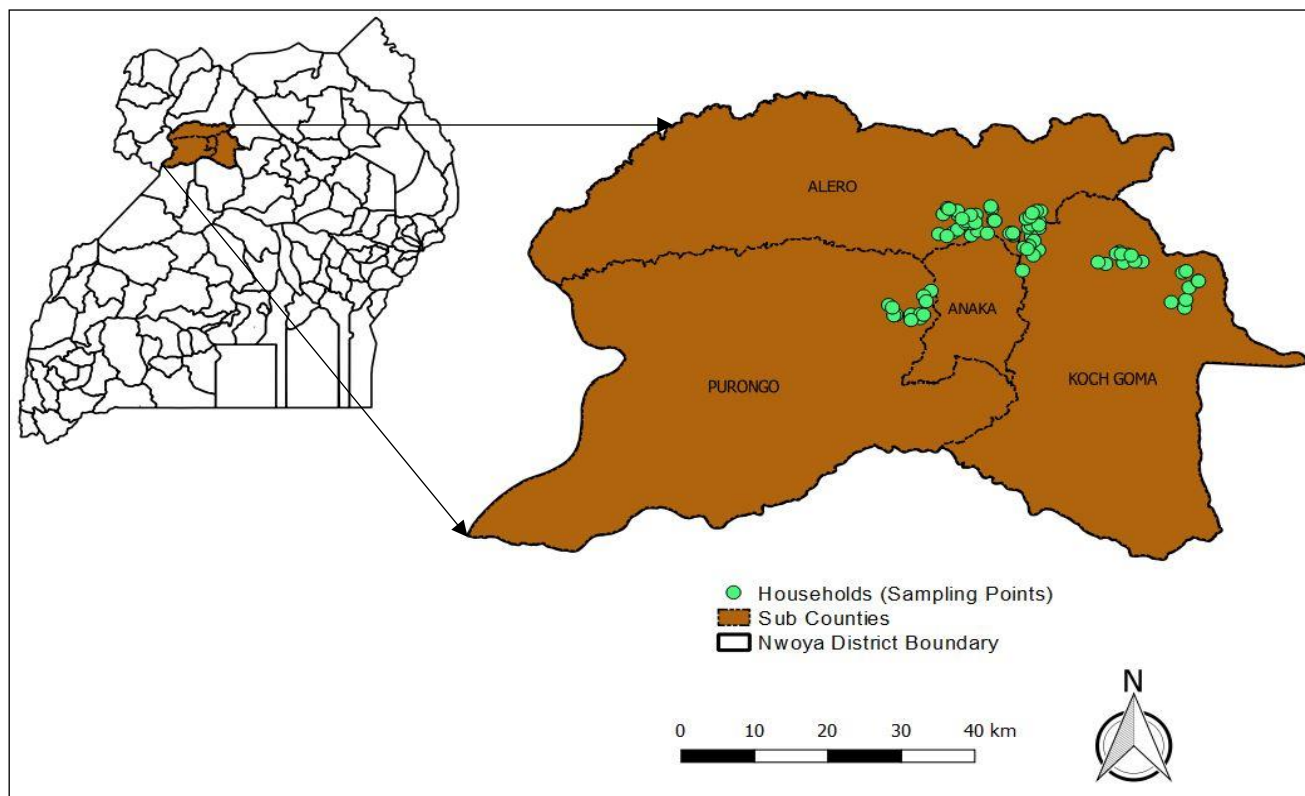 ALERO
ANAKA
PURONGO
KOCH GOMA
Households (Sampling Points)
Sub Counties
Nwoya District Boundary
N
0 10 20 30 40 km